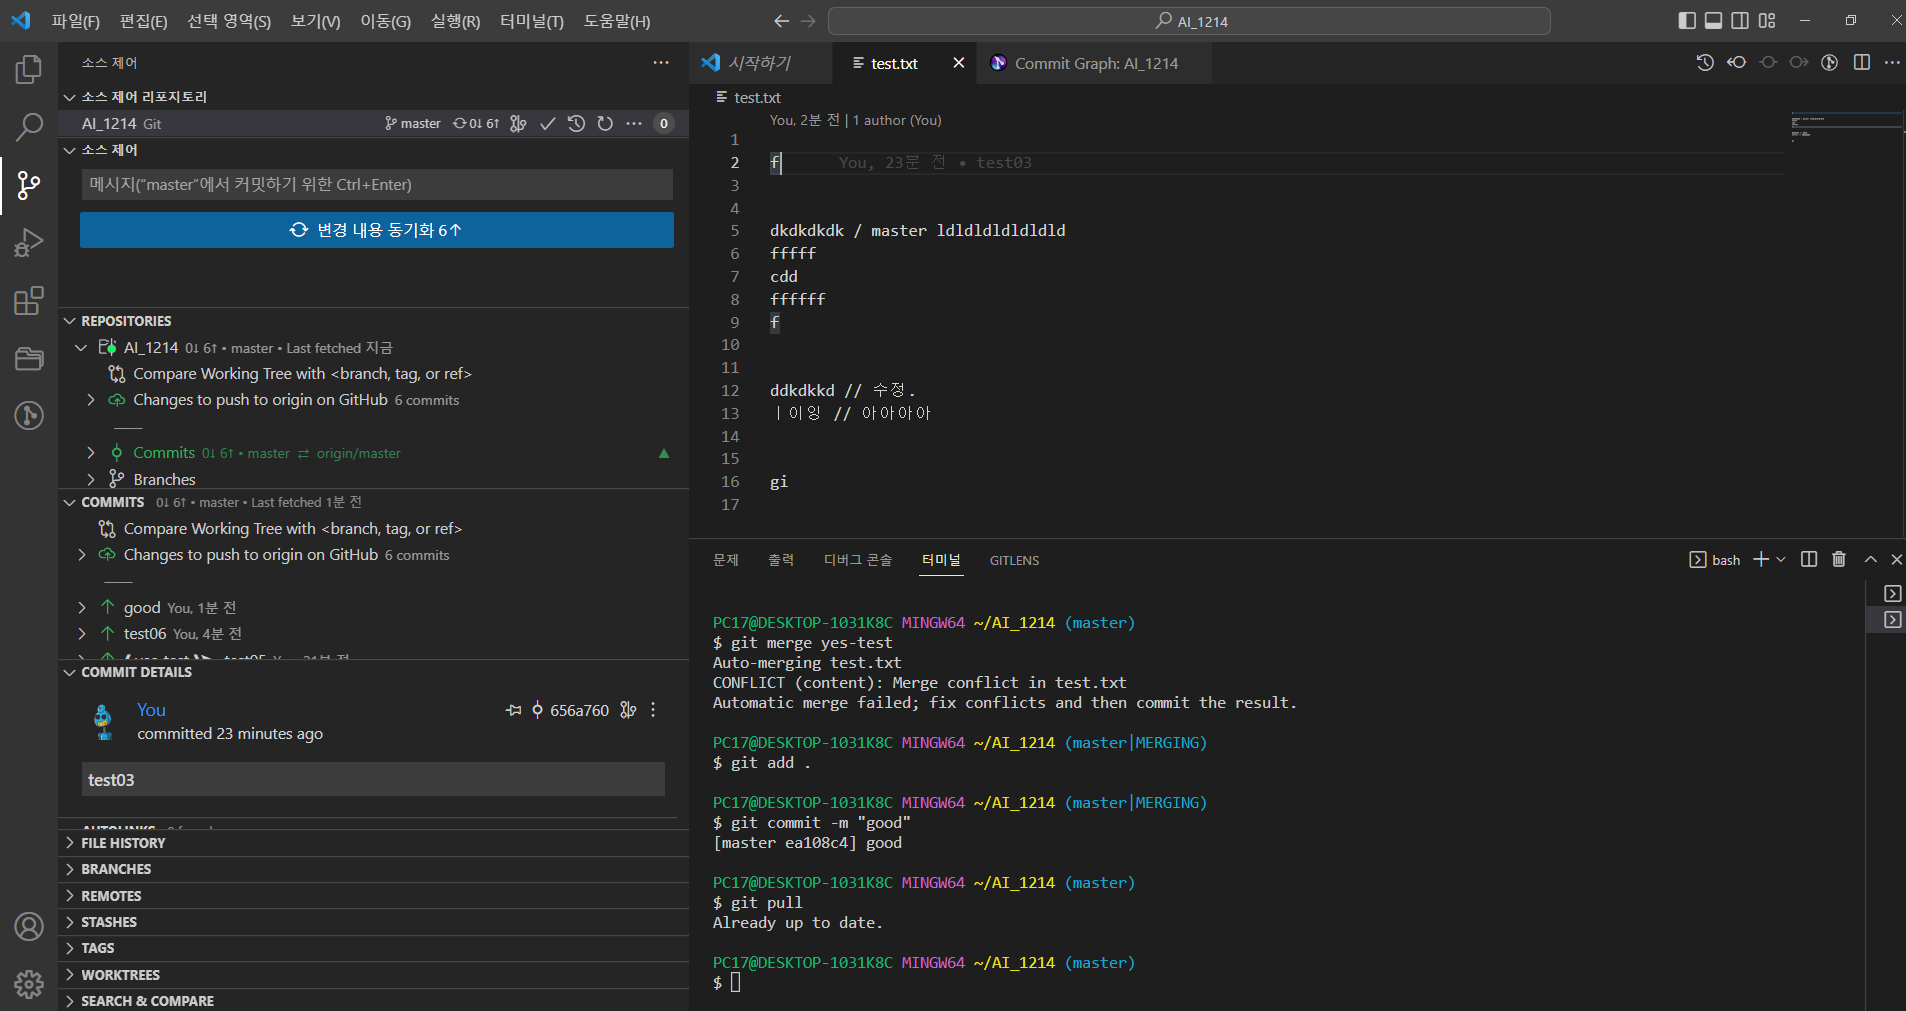 파일(F) 편집(E) 선택 영역(S) 보기(V) 이동(G) 실행(R) 터미널(T) 도움말(H)
AI_1214
소스 제어
소스 제어 리포지토리
AI_1214 Git master 0↓ 6↑ 0
소스 제어
메시지("master"에서 커밋하기 위한 Ctrl+Enter)
변경 내용 동기화 6↑
REPOSITORIES
AI_1214 0↓ 6↑ • master • Last fetched 지금
Compare Working Tree with <branch, tag, or ref>
Changes to push to origin on GitHub 6 commits
Commits 0↓ 6↑ • master ⇄ origin/master
Branches
COMMITS 0↓ 6↑ • master • Last fetched 1분 전
Compare Working Tree with <branch, tag, or ref>
Changes to push to origin on GitHub 6 commits
good You, 1분 전
test06 You, 4분 전
COMMIT DETAILS
You
656a760
committed 23 minutes ago
test03
FILE HISTORY
BRANCHES
REMOTES
STASHES
TAGS
WORKTREES
SEARCH & COMPARE
시작하기 test.txt Commit Graph: AI_1214
test.txt
You, 2분 전 | 1 author (You)
1
2 f You, 23분 전 • test03
3
4
5 dkdkdkdk / master ldldldldldldld
6 fffff
7 cdd
8 ffffff
9 f
10
11
12 ddkdkkd // 수정.
13 ㅣ이잉 // 아아아아
14
15
16 gi
17
문제 출력 디버그 콘솔 터미널 GITLENS
bash
PC17@DESKTOP-1031K8C MINGW64 ~/AI_1214 (master)
$ git merge yes-test
Auto-merging test.txt
CONFLICT (content): Merge conflict in test.txt
Automatic merge failed; fix conflicts and then commit the result.
PC17@DESKTOP-1031K8C MINGW64 ~/AI_1214 (master|MERGING)
$ git add .
PC17@DESKTOP-1031K8C MINGW64 ~/AI_1214 (master|MERGING)
$ git commit -m "good"
[master ea108c4] good
PC17@DESKTOP-1031K8C MINGW64 ~/AI_1214 (master)
$ git pull
Already up to date.
PC17@DESKTOP-1031K8C MINGW64 ~/AI_1214 (master)
$